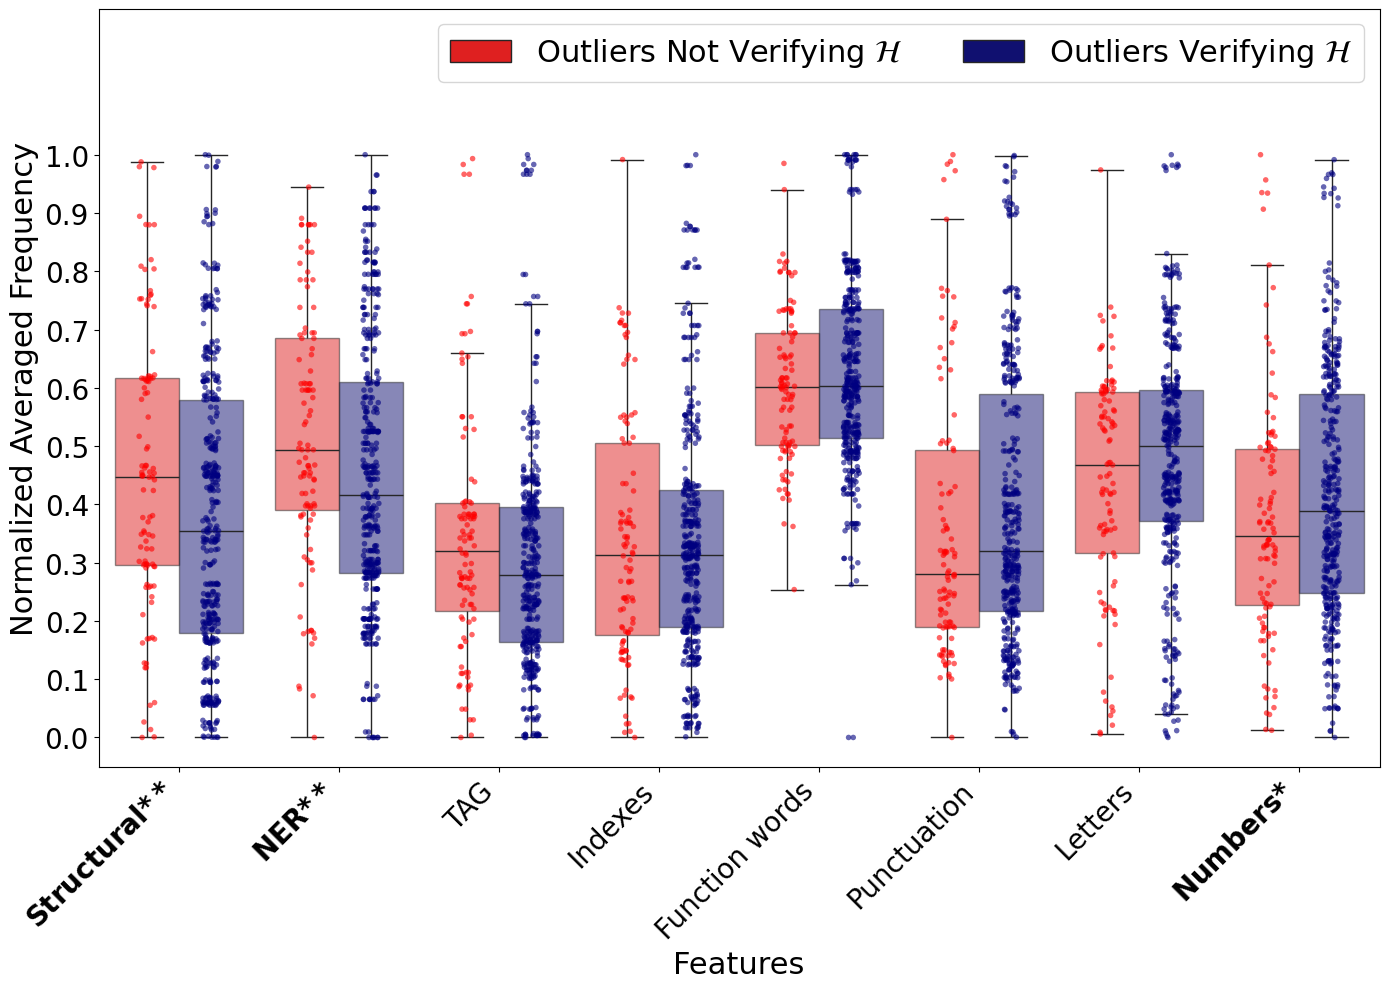 Outliers Not Verifying ℋ
Outliers Verifying ℋ
Normalized Averaged Frequency
1.0
0.9
0.8
0.7
0.6
0.5
0.4
0.3
0.2
0.1
0.0
Structural**
NER**
TAG
Indexes
Function words
Punctuation
Letters
Numbers*
Features